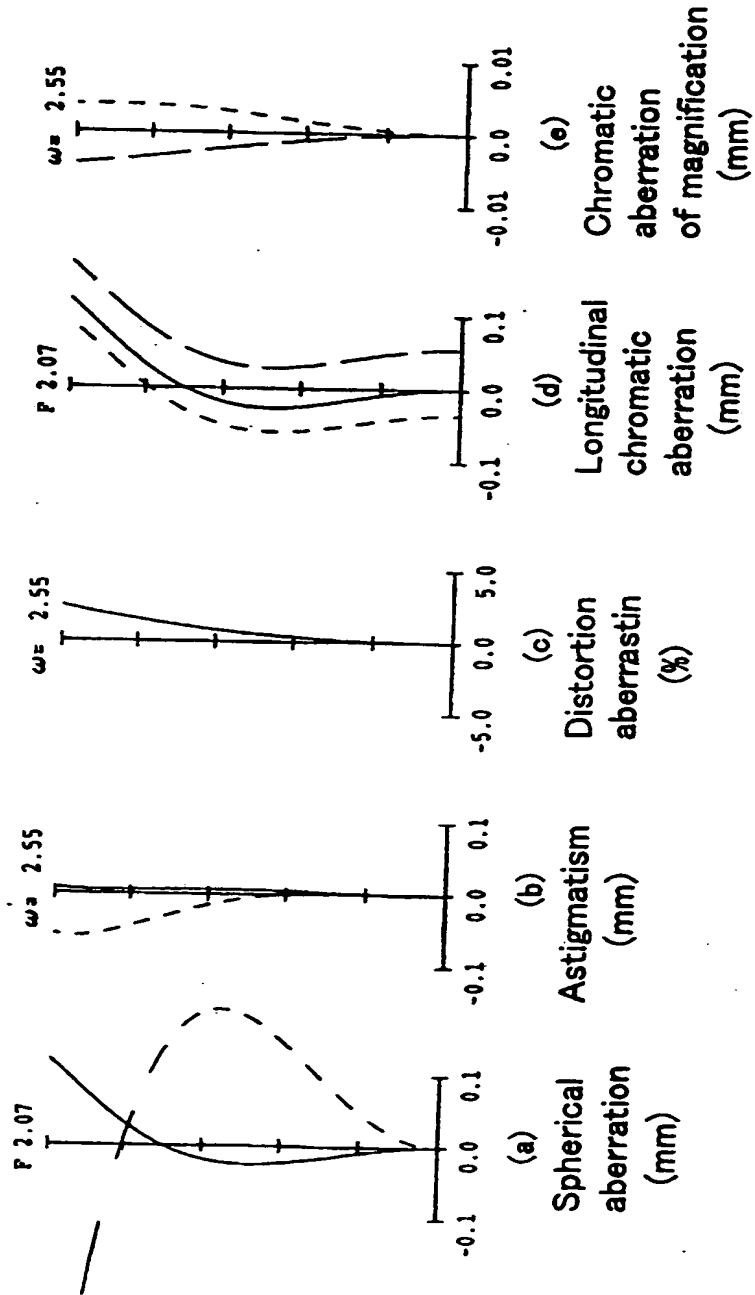 F 2.07
-0.1 0.0 0.1
(a)
Spherical
aberration
(mm)
ω= 2.55
-0.1 0.0 0.1
(b)
Astigmatism
(mm)
ω= 2.55
-5.0 0.0 5.0
(c)
Distortion
aberrastin
(%)
F 2.07
-0.1 0.0 0.1
(d)
Longitudinal
chromatic
aberration
(mm)
ω= 2.55
-0.01 0.0 0.01
(e)
Chromatic
aberration
of magnification
(mm)